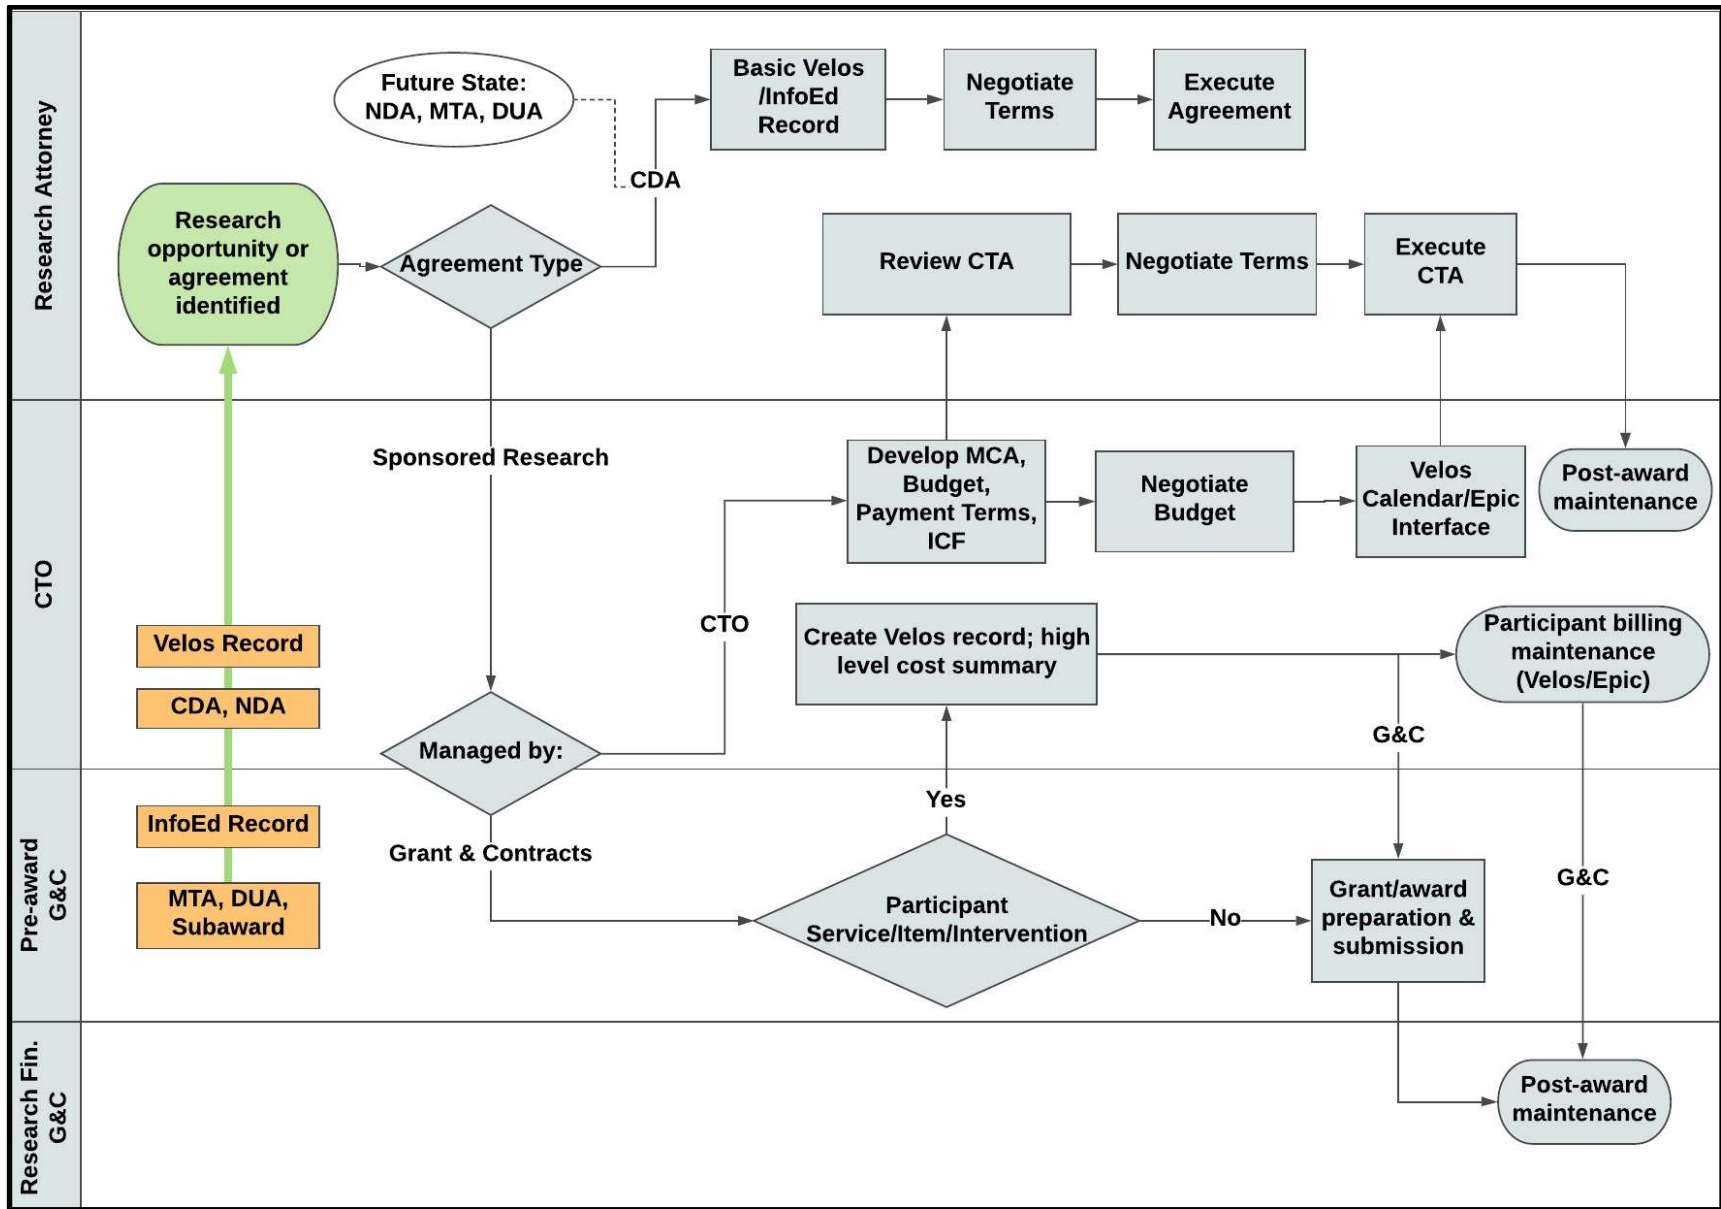 Research Attorney
Future State:
NDA, MTA, DUA
Basic Velos
/InfoEd
Record
Negotiate
Terms
Execute
Agreement
CDA
Research
opportunity or
agreement
identified
Agreement Type
Review CTA
Negotiate Terms
Execute
CTA
CTO
Sponsored Research
Develop MCA,
Budget,
Payment Terms,
ICF
Negotiate
Budget
Velos
Calendar/Epic
Interface
Post-award
maintenance
CTO
Velos Record
CDA, NDA
Create Velos record; high
level cost summary
Participant billing
maintenance
(Velos/Epic)
Managed by:
G&C
Pre-award
G&C
InfoEd Record
MTA, DUA,
Subaward
Grant & Contracts
Yes
Participant
Service/Item/Intervention
No
Grant/award
preparation &
submission
G&C
Research Fin.
G&C
Post-award
maintenance